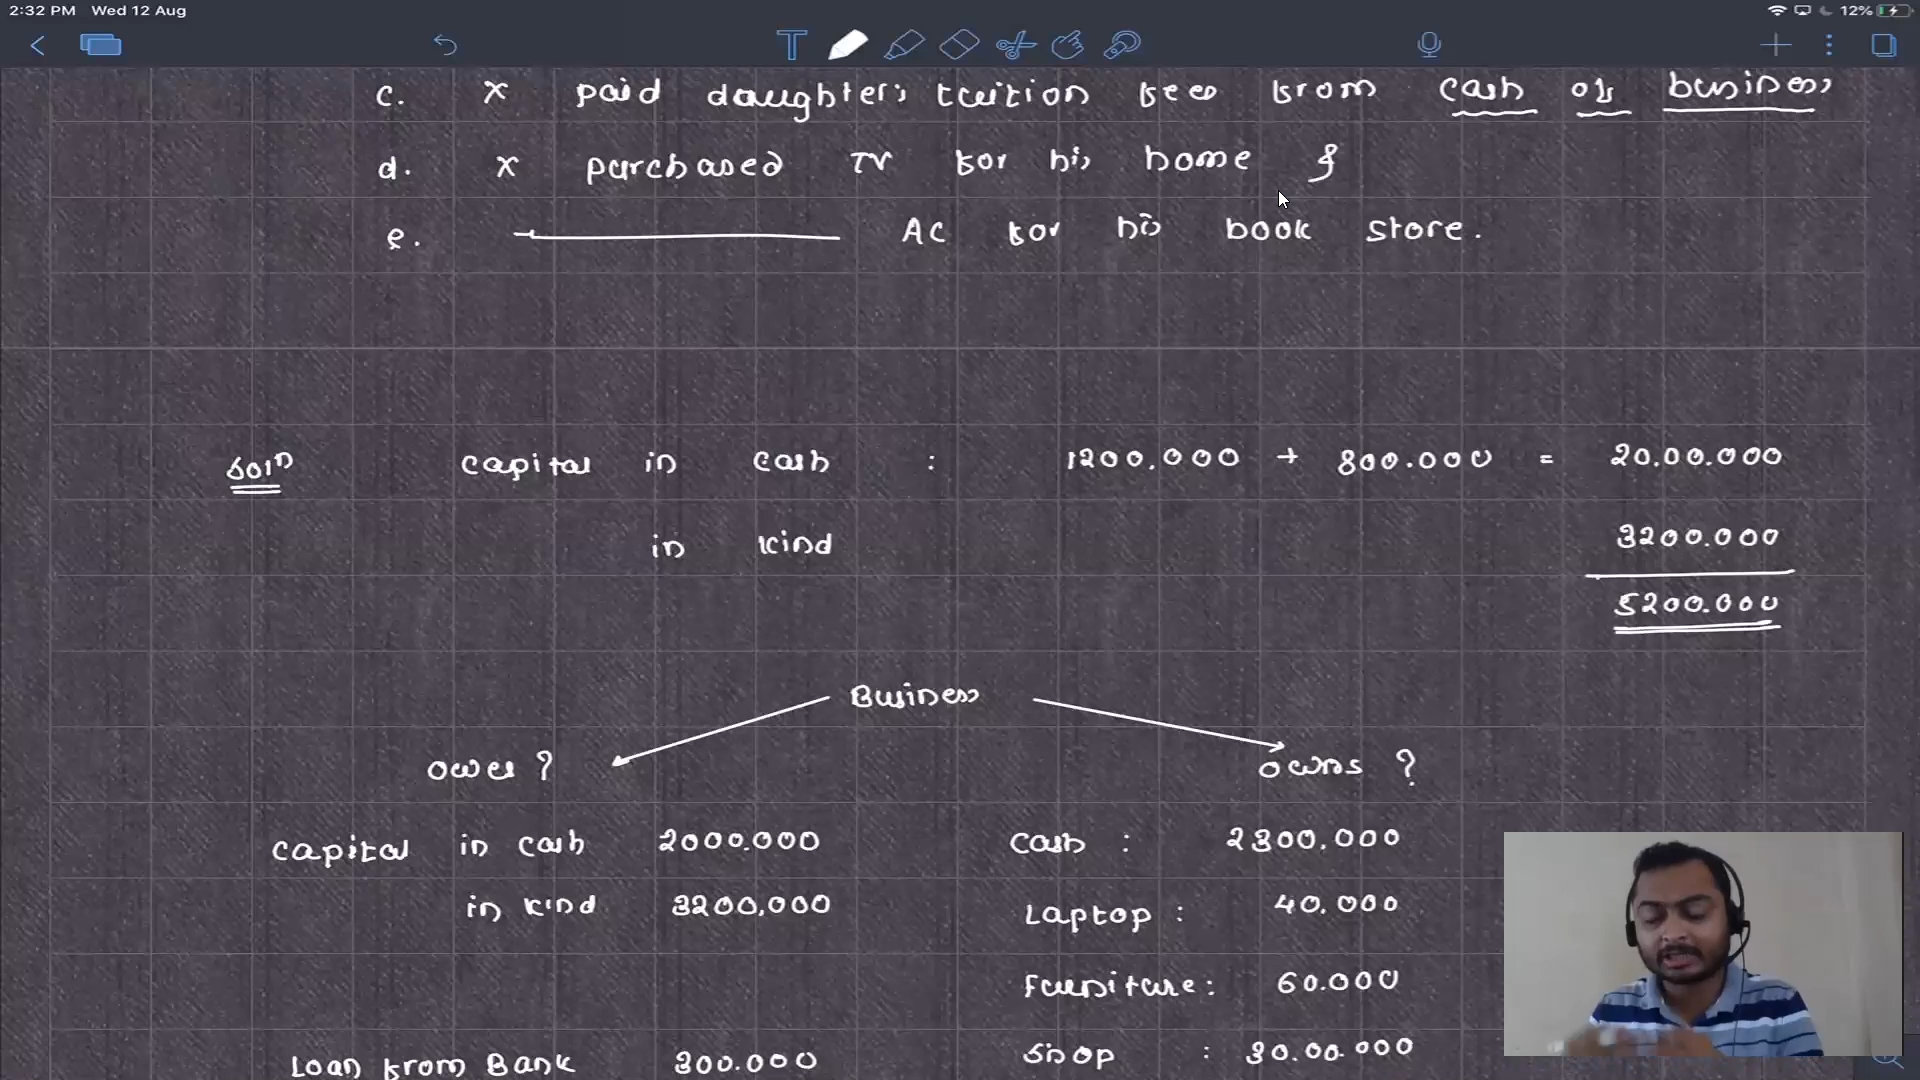 2:32 PM Wed 12 Aug 12%
T
c. X paid daughter's tuition fees from cash of business
d. X purchased TV for his home &
e. AC for his book store.
Soln Capital in cash : 1200,000 + 800.000 = 20,00.000
in kind 3200.000
5200.000
Business
owes ? owns ?
Capital in cash 2000.000 Cash : 2300,000
in kind 3200,000 Laptop : 40,000
Furniture : 60.000
Loan from Bank 300.000 Shop : 30.00.000